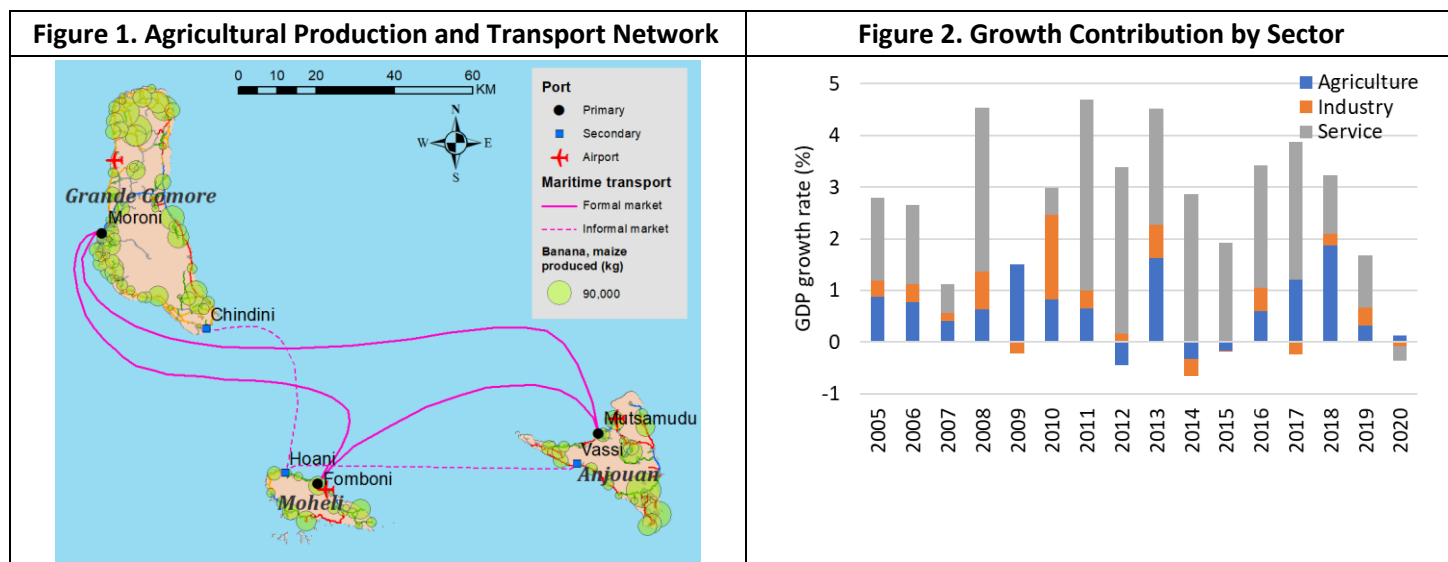 Figure 1. Agricultural Production and Transport Network
0 10 20 40 60
KM
N
W E
S
Port
Primary
Secondary
Airport
Maritime transport
Formal market
Informal market
Banana, maize
produced (kg)
90,000
Grande Comore
Moroni
Chindini
Hoani
Fomboni
Moheli
Mutsamudu
Vassi
Anjouan
Figure 2. Growth Contribution by Sector
Agriculture
Industry
Service
GDP growth rate (%)
5
4
3
2
1
0
-1
2005 2006 2007 2008 2009 2010 2011 2012 2013 2014 2015 2016 2017 2018 2019 2020